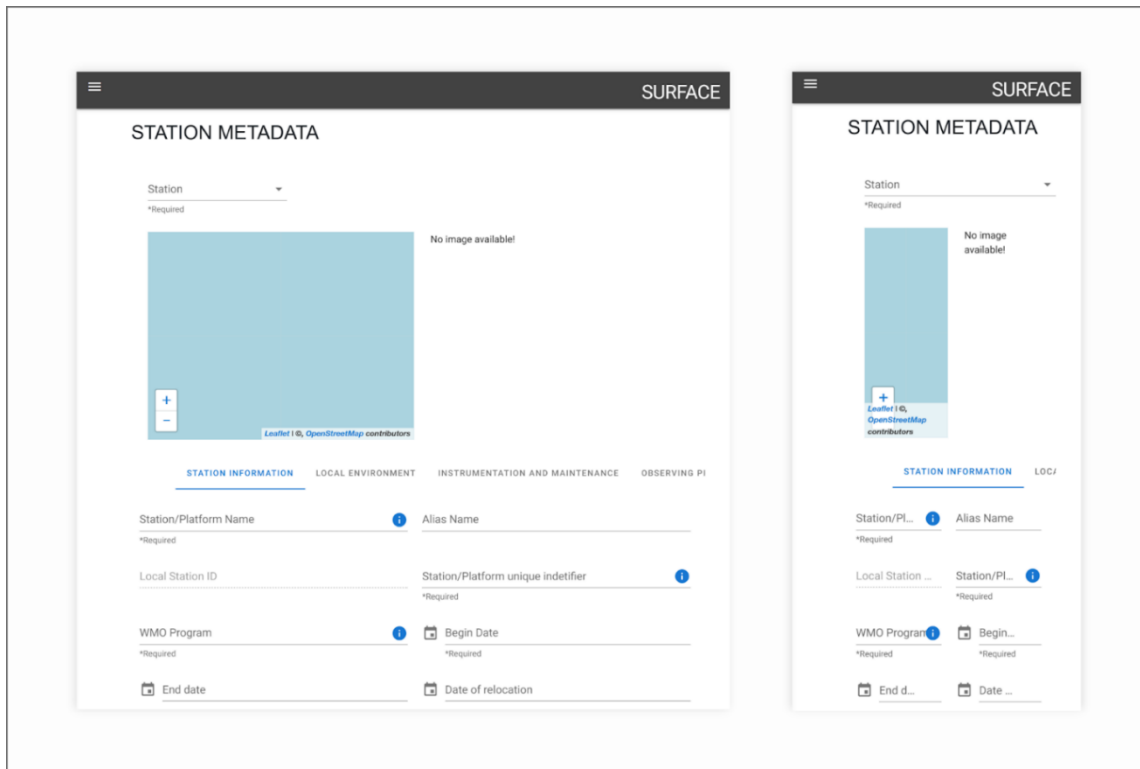 SURFACE
STATION METADATA
Station
*Required
No image available!
+
−
Leaflet | ©, OpenStreetMap contributors
STATION INFORMATION LOCAL ENVIRONMENT INSTRUMENTATION AND MAINTENANCE OBSERVING PI
Station/Platform Name Alias Name
*Required
Local Station ID Station/Platform unique indetifier
*Required
WMO Program Begin Date
*Required *Required
End date Date of relocation
SURFACE
STATION METADATA
Station
*Required
No image
available!
+
Leaflet | ©,
OpenStreetMap
contributors
STATION INFORMATION LOCA
Station/Pl... Alias Name
*Required
Local Station ... Station/Pl...
*Required
WMO Program Begin...
*Required *Required
End d... Date ...